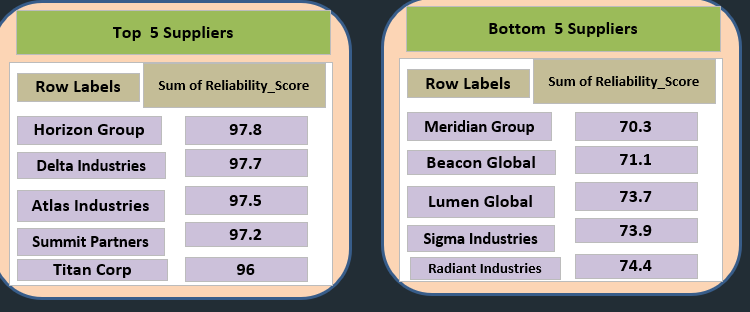 Top  5 Suppliers
Row Labels Sum of Reliability_Score
Horizon Group 97.8
Delta Industries 97.7
Atlas Industries 97.5
Summit Partners 97.2
Titan Corp 96
Bottom  5 Suppliers
Row Labels Sum of Reliability_Score
Meridian Group 70.3
Beacon Global 71.1
Lumen Global 73.7
Sigma Industries 73.9
Radiant Industries 74.4